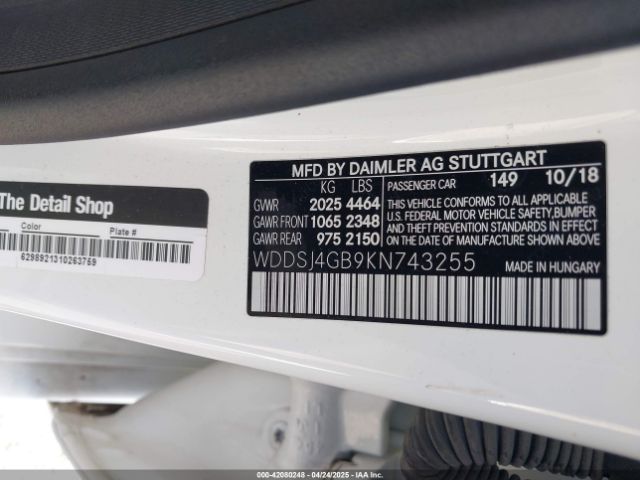 The Detail Shop
Color Plate #
6298921310263759
MFD BY DAIMLER AG STUTTGART
KG LBS
GVWR 2025 4464
GAWR FRONT 1065 2348
GAWR REAR 975 2150
PASSENGER CAR 149 10/18
THIS VEHICLE CONFORMS TO ALL APPLICABLE
U.S. FEDERAL MOTOR VEHICLE SAFETY, BUMPER
AND THEFT PREVENTION STANDARDS IN EFFECT
ON THE DATE OF MANUFACTURE SHOWN ABOVE.
WDDSJ4GB9KN743255 MADE IN HUNGARY
000-42080248 - 04/24/2025 - IAAI.COM